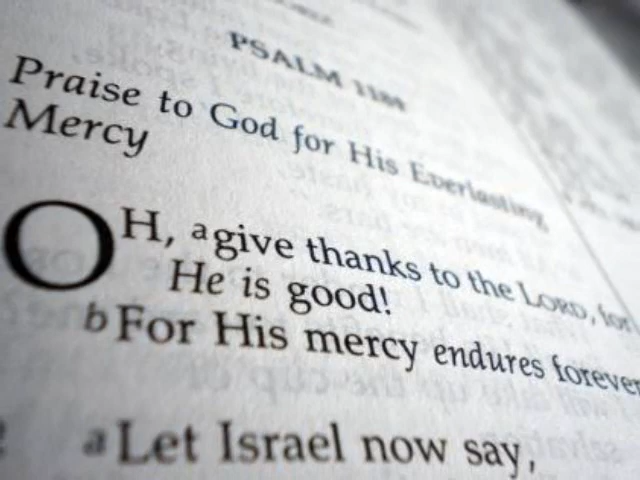 PSALM 118
Praise to God for His Everlasting
Mercy
OH, a give thanks to the LORD, for
He is good!
b For His mercy endures forever
a Let Israel now say,